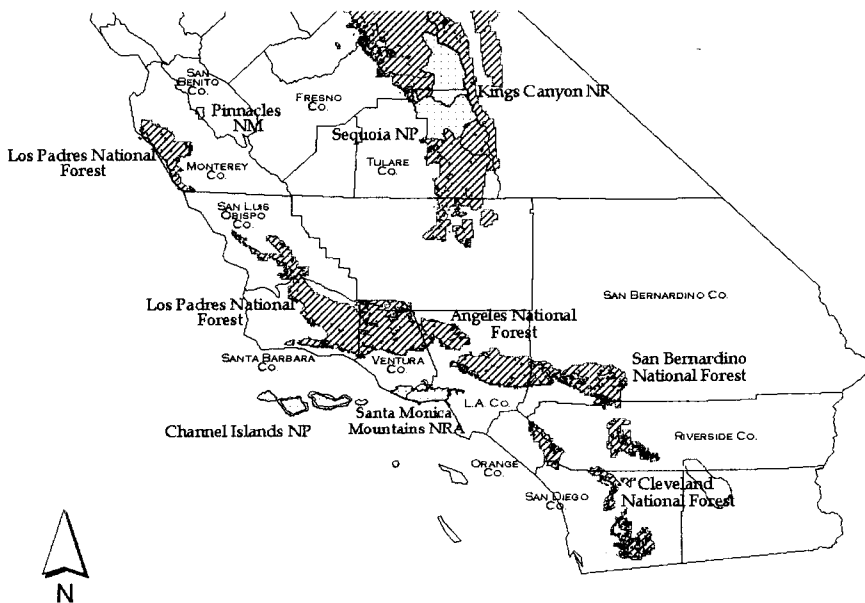 SAN
BENITO
CO.
Pinnacles
NM
FRESNO
CO.
Kings Canyon NP
Sequoia NP
Los Padres National
Forest
MONTEREY
CO.
TULARE
CO.
SAN LUIS
OBISPO
CO.
Los Padres National
Forest
Angeles National
Forest
SAN BERNARDINO CO.
SANTA BARBARA
CO.
VENTURA
CO.
San Bernardino
National Forest
L.A. CO.
Santa Monica
Mountains NRA
Channel Islands NP
RIVERSIDE CO.
ORANGE
CO.
SAN DIEGO
CO.
Cleveland
National Forest
N